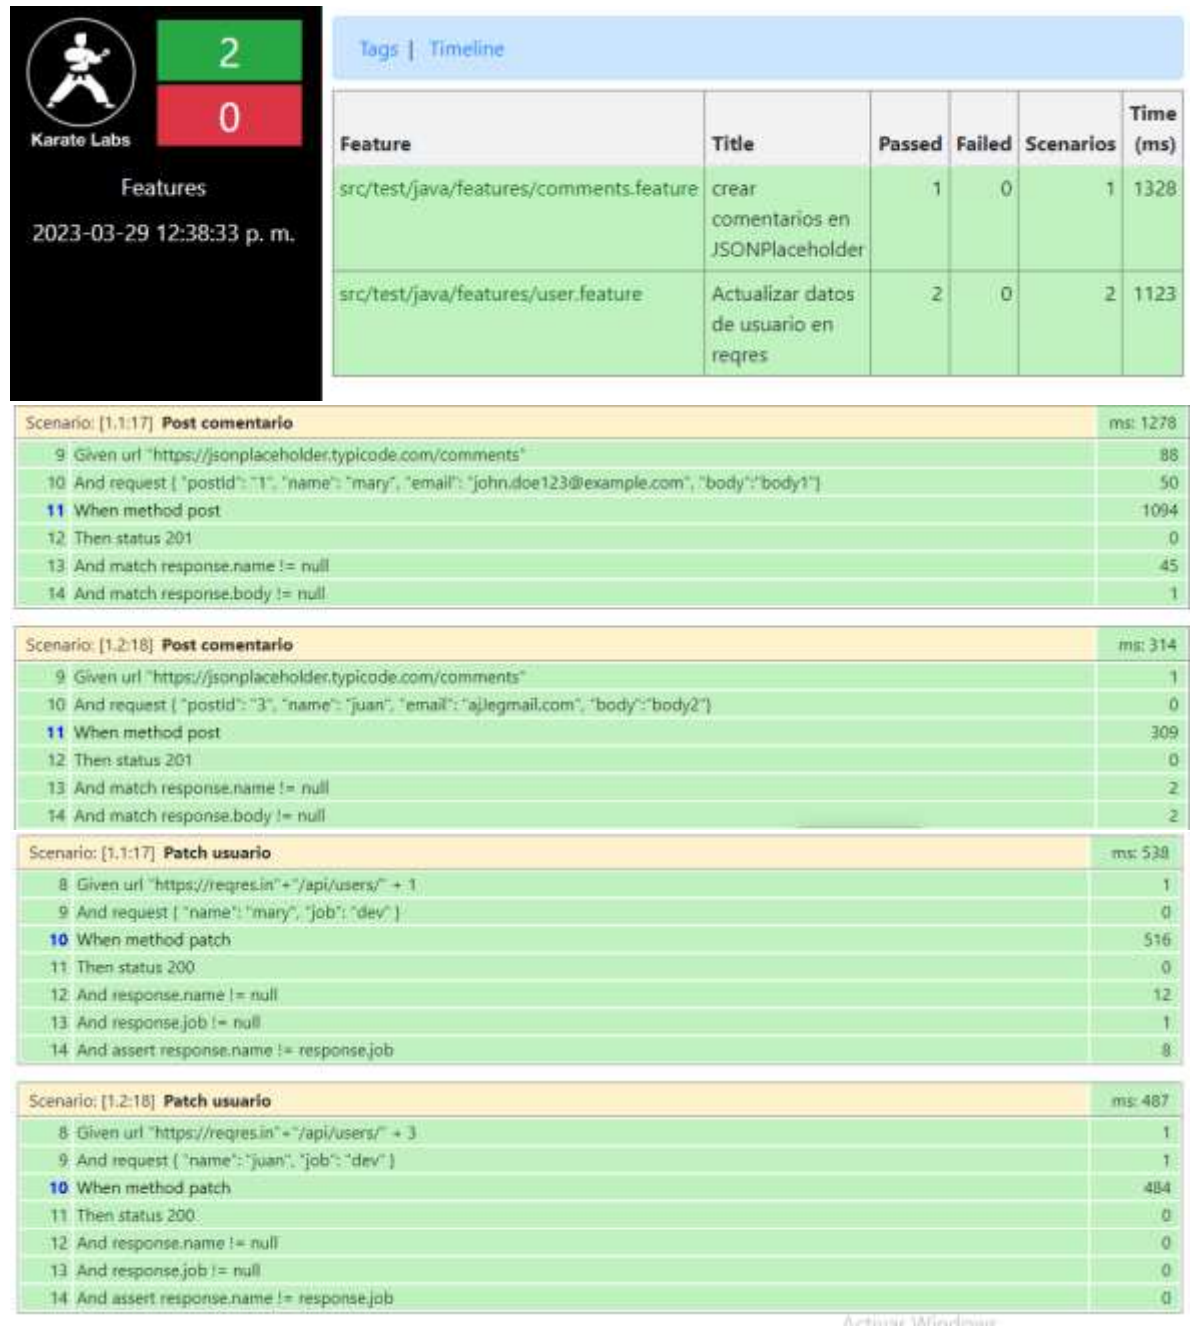 2
0
Karate Labs
Features
2023-03-29 12:38:33 p. m.
Tags | Timeline
Feature Title Passed Failed Scenarios Time (ms)
src/test/java/features/comments.feature crear comentarios en JSONPlaceholder 1 0 1 1328
src/test/java/features/user.feature Actualizar datos de usuario en reqres 2 0 2 1123
Scenario: [1.1:17] Post comentario ms: 1278
9 Given url "https://jsonplaceholder.typicode.com/comments" 88
10 And request { "postId": "1", "name": "mary", "email": "john.doe123@example.com", "body":"body1"} 50
11 When method post 1094
12 Then status 201 0
13 And match response.name != null 45
14 And match response.body != null 1
Scenario: [1.2:18] Post comentario ms: 314
9 Given url "https://jsonplaceholder.typicode.com/comments" 1
10 And request { "postId": "3", "name": "juan", "email": "aj.legmail.com", "body":"body2"} 0
11 When method post 309
12 Then status 201 0
13 And match response.name != null 2
14 And match response.body != null 2
Scenario: [1.1:17] Patch usuario ms: 538
8 Given url "https://reqres.in"+"/api/users/" + 1 1
9 And request { "name": "mary", "job": "dev" } 0
10 When method patch 516
11 Then status 200 0
12 And response.name != null 12
13 And response.job != null 1
14 And assert response.name != response.job 8
Scenario: [1.2:18] Patch usuario ms: 487
8 Given url "https://reqres.in"+"/api/users/" + 3 1
9 And request { "name": "juan", "job": "dev" } 1
10 When method patch 484
11 Then status 200 0
12 And response.name != null 0
13 And response.job != null 0
14 And assert response.name != response.job 0
Activar Windows